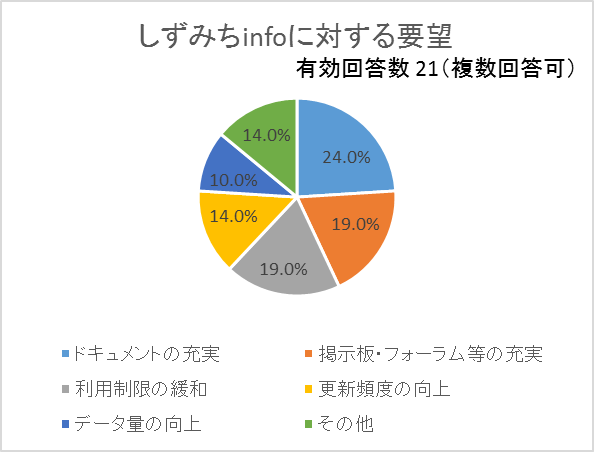 しずみちinfoに対する要望
有効回答数 21（複数回答可）
24.0%
19.0%
19.0%
14.0%
10.0%
14.0%
ドキュメントの充実
掲示板・フォーラム等の充実
利用制限の緩和
更新頻度の向上
データ量の向上
その他